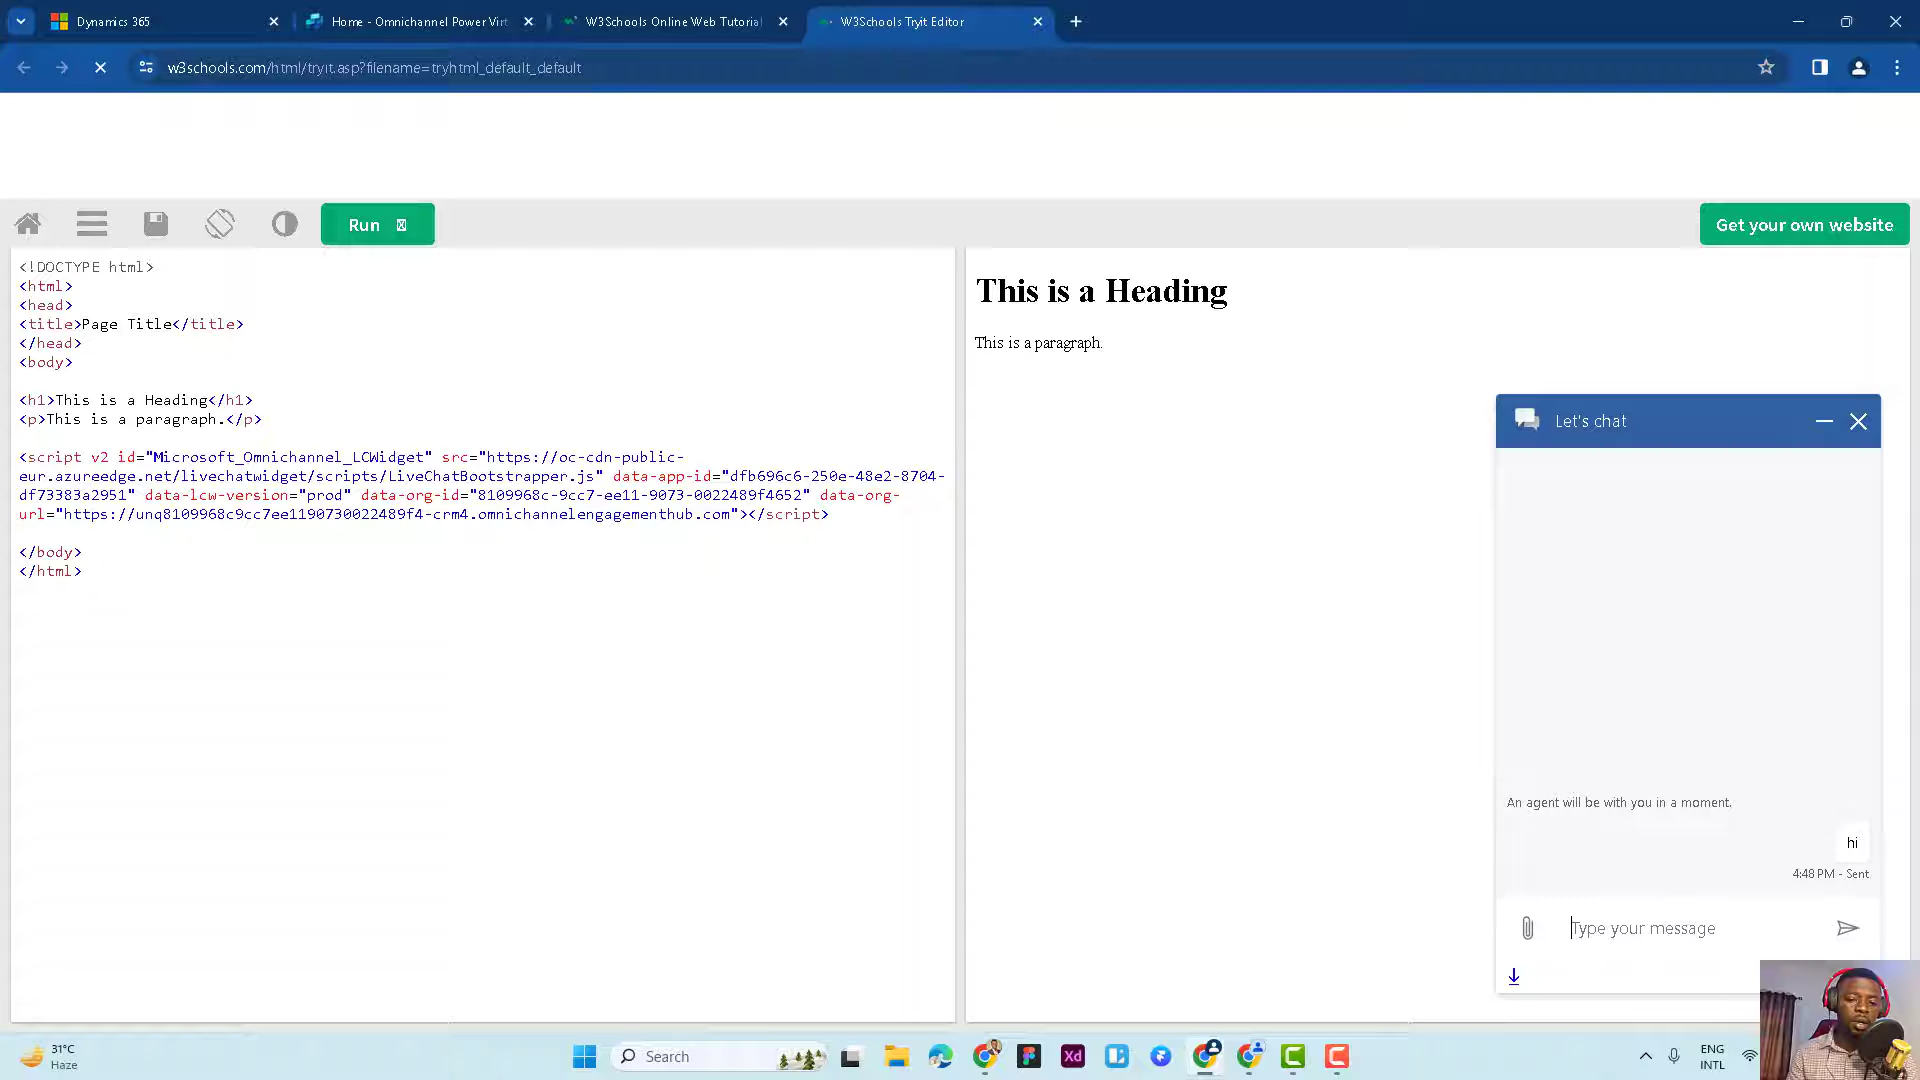 Dynamics 365
Home - Omnichannel Power Virt
W3Schools Online Web Tutorial
W3Schools Tryit Editor
w3schools.com/html/tryit.asp?filename=tryhtml_default_default
Run
Get your own website
<!DOCTYPE html>
<html>
<head>
<title>Page Title</title>
</head>
<body>
<h1>This is a Heading</h1>
<p>This is a paragraph.</p>
<script v2 id="Microsoft_Omnichannel_LCWidget" src="https://oc-cdn-public-
eur.azureedge.net/livechatwidget/scripts/LiveChatBootstrapper.js" data-app-id="dfb696c6-250e-48e2-8704-
df73383a2951" data-lcw-version="prod" data-org-id="8109968c-9cc7-ee11-9073-0022489f4652" data-org-
url="https://unq8109968c9cc7ee1190730022489f4-crm4.omnichannelengagementhub.com"></script>
</body>
</html>
This is a Heading
This is a paragraph.
Let's chat
An agent will be with you in a moment.
hi
4:48 PM - Sent
Type your message
31°C
Haze
Search
Xd
ENG
INTL